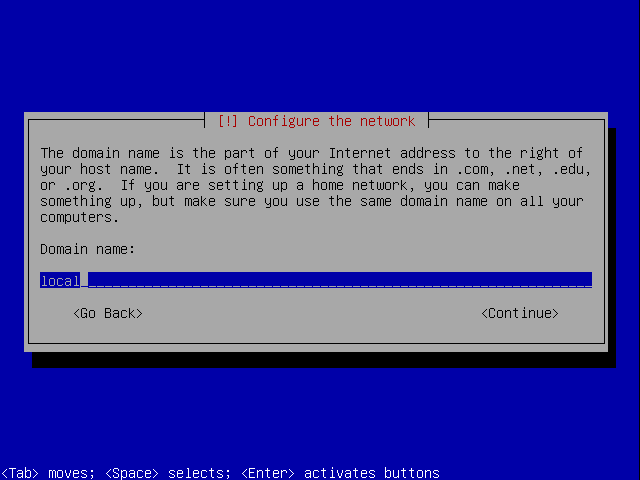 [!] Configure the network
The domain name is the part of your Internet address to the right of
your host name.  It is often something that ends in .com, .net, .edu,
or .org.  If you are setting up a home network, you can make
something up, but make sure you use the same domain name on all your
computers.
Domain name:
local
<Go Back> <Continue>
<Tab> moves; <Space> selects; <Enter> activates buttons